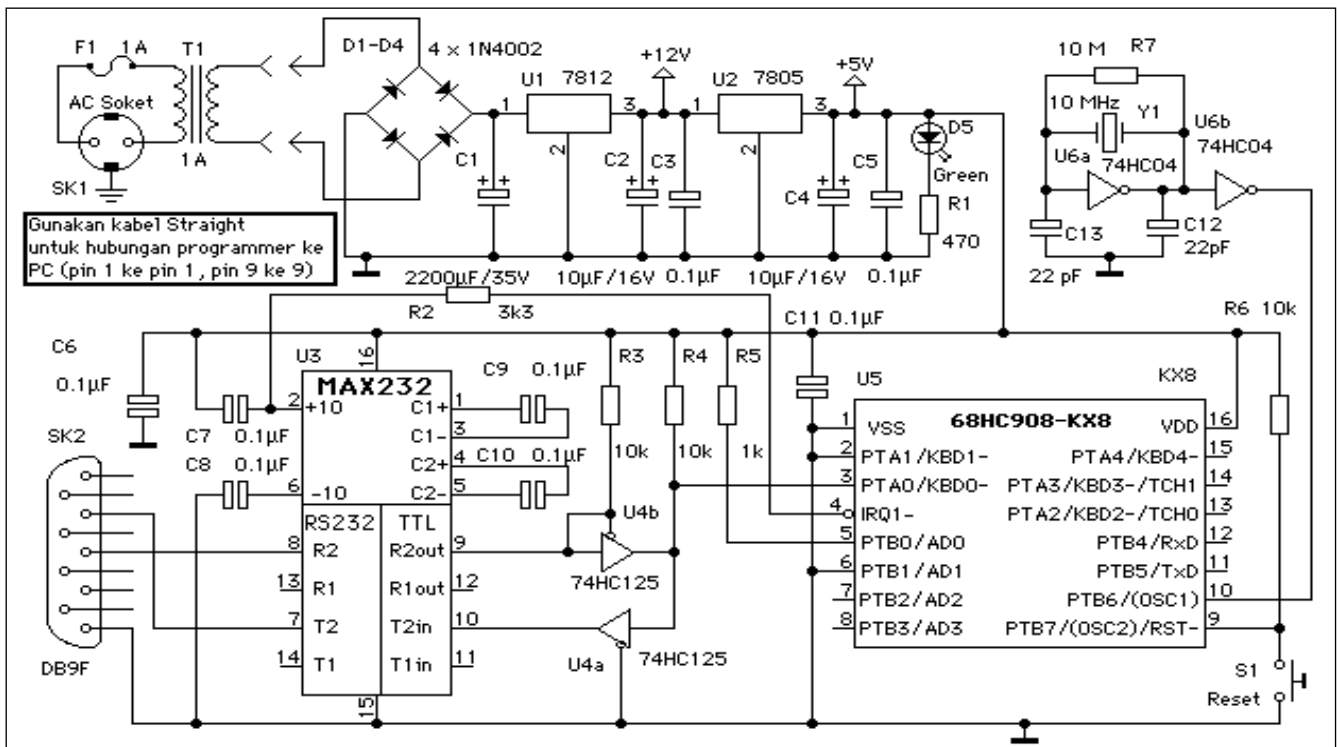 F1 1A T1
D1-D4 4 × 1N4002
AC Soket
1A
SK1
U1 7812
1 3
2
+12V
U2 7805
1 3
2
+5V
C1
C2
C3
C4
C5
D5
Green
R1
470
2200µF/35V
10µF/16V
0.1µF
10µF/16V
0.1µF
10 M R7
10 MHz Y1
U6a
74HC04
U6b
74HC04
C13
22 pF
C12
22pF
Gunakan kabel Straight
untuk hubungan programmer ke
PC (pin 1 ke pin 1, pin 9 ke 9)
R2 3k3
C6
0.1µF
SK2
DB9F
C7 0.1µF
C8 0.1µF
U3
16
MAX232
2 +10
6 -10
C1+ 1
C1- 3
C2+ 4
C2- 5
C9 0.1µF
C10 0.1µF
RS232 TTL
8 R2
13 R1
7 T2
14 T1
R2out 9
R1out 12
T2in 10
T1in 11
15
R3
10k
R4
10k
R5
1k
U4b
74HC125
U4a
74HC125
C11 0.1µF
U5 KX8
68HC908-KX8
1 VSS
2 PTA1/KBD1-
3 PTA0/KBD0-
4 IRQ1-
5 PTB0/AD0
6 PTB1/AD1
7 PTB2/AD2
8 PTB3/AD3
VDD 16
PTA4/KBD4- 15
PTA3/KBD3-/TCH1 14
PTA2/KBD2-/TCH0 13
PTB4/RxD 12
PTB5/TxD 11
PTB6/(OSC1) 10
PTB7/(OSC2)/RST- 9
R6 10k
S1
Reset